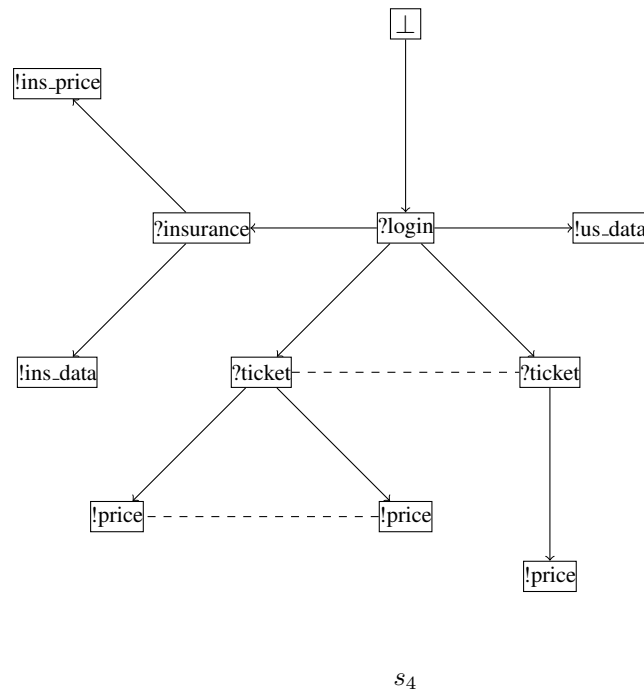 ⊥
!ins_price
?insurance
?login
!us_data
!ins_data
?ticket
?ticket
!price
!price
!price
s₄